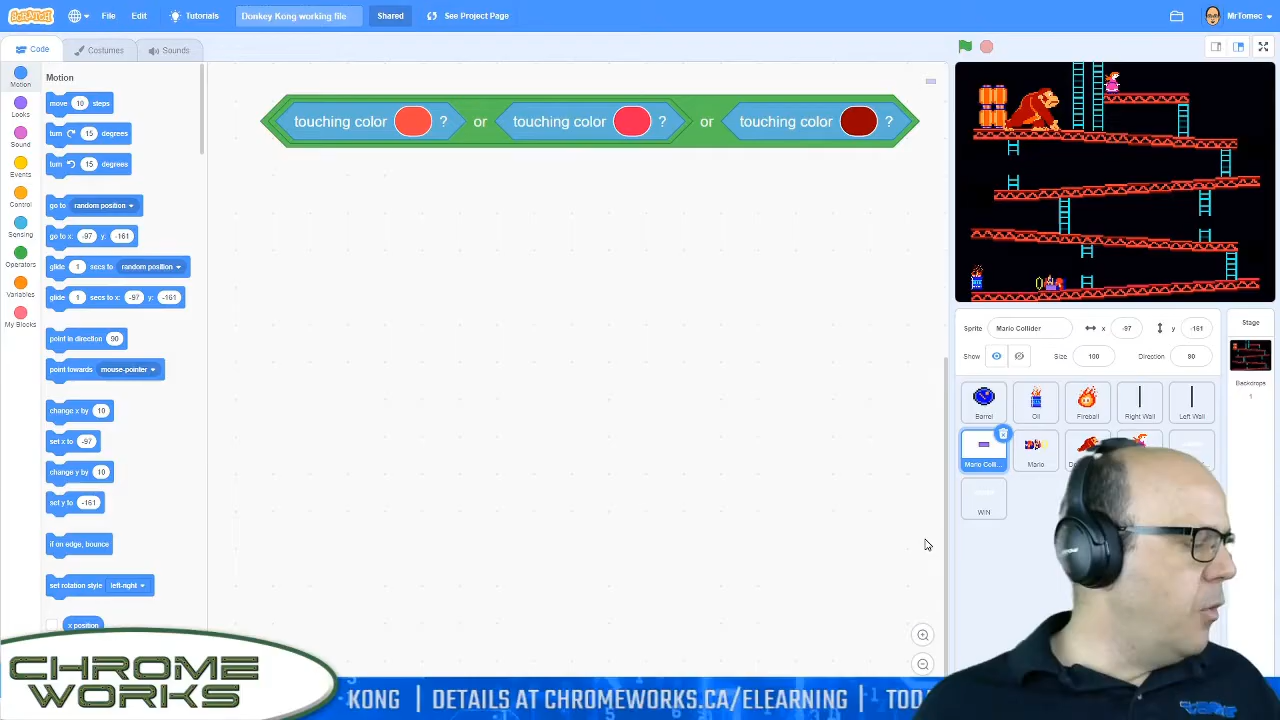 SCRATCH File Edit Tutorials Donkey Kong working file Shared See Project Page MrTomec
Code Costumes Sounds
Motion
Looks
Sound
Events
Control
Sensing
Operators
Variables
My Blocks
Motion
move 10 steps
turn 15 degrees
turn 15 degrees
go to random position
go to x: -97 y: -161
glide 1 secs to random position
glide 1 secs to x: -97 y: -161
point in direction 90
point towards mouse-pointer
change x by 10
set x to -97
change y by 10
set y to -161
if on edge, bounce
set rotation style left-right
x position
touching color ? or touching color ? or touching color ?
Sprite Mario Collider x -97 y -161
Show Size 100 Direction 90
Stage
Backdrops
1
Barrel Oil Fireball Right Wall Left Wall
Mario Colli... Mario
WIN
CHROME
WORKS
KONG | DETAILS AT CHROMEWORKS.CA/ELEARNING | TOD